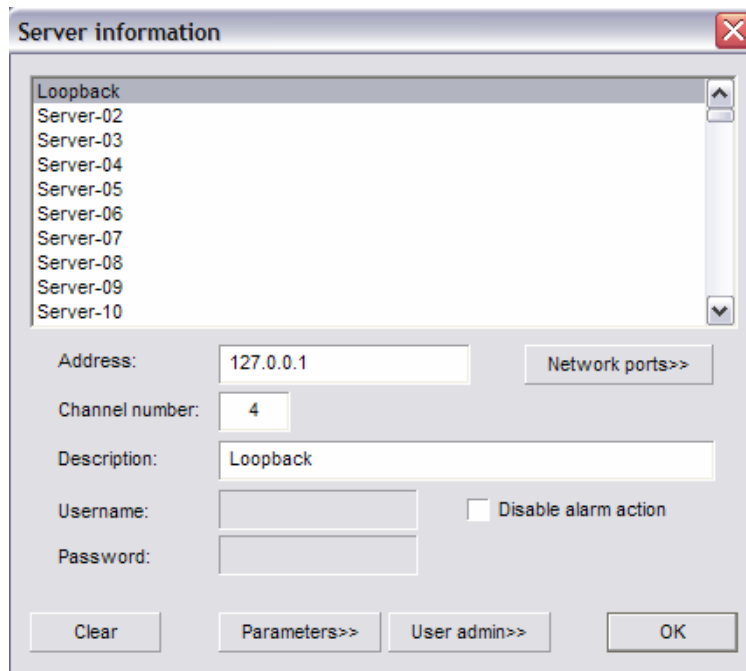 Server information
Loopback
Server-02
Server-03
Server-04
Server-05
Server-06
Server-07
Server-08
Server-09
Server-10
Address: 127.0.0.1 Network ports>>
Channel number: 4
Description: Loopback
Username: Disable alarm action
Password:
Clear Parameters>> User admin>> OK